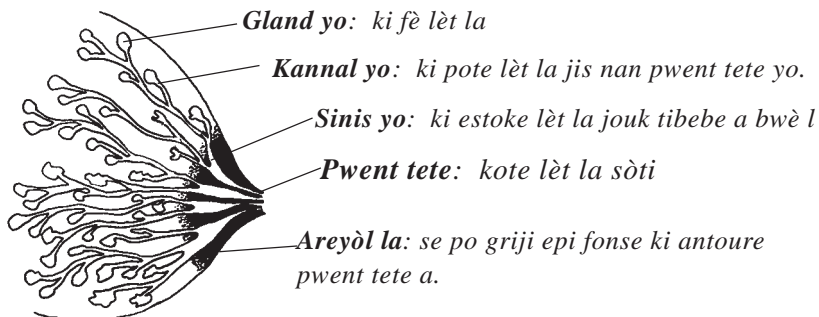 Gland yo: ki fè lèt la
Kannal yo: ki pote lèt la jis nan pwent tete yo.
Sinis yo: ki estoke lèt la jouk tibebe a bwè l
Pwent tete: kote lèt la sòti
Areyòl la: se po griji epi fonse ki antoure
pwent tete a.